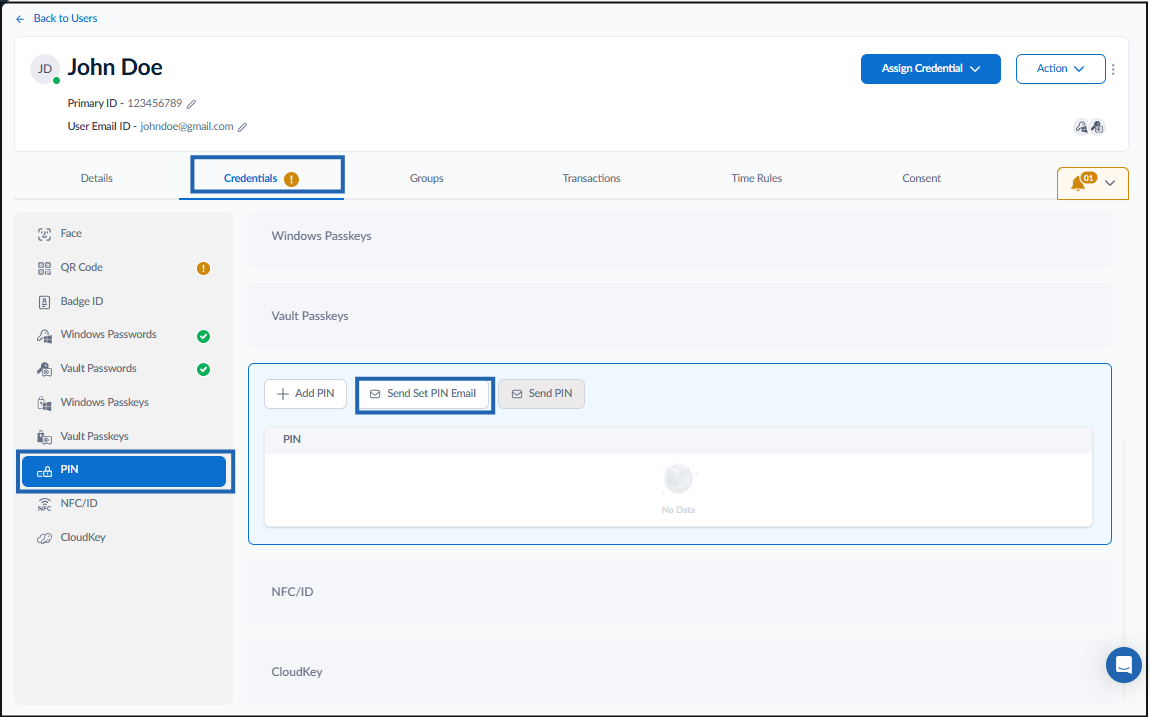 Back to Users
JD
John Doe
Assign Credential
Action
Primary ID - 123456789
User Email ID - johndoe@gmail.com
Details
Credentials !
Groups
Transactions
Time Rules
Consent
01
Face
QR Code !
Badge ID
Windows Passwords
Vault Passwords
Windows Passkeys
Vault Passkeys
PIN
NFC NFC/ID
CloudKey
Windows Passkeys
Vault Passkeys
Add PIN
Send Set PIN Email
Send PIN
PIN
No Data
NFC/ID
CloudKey